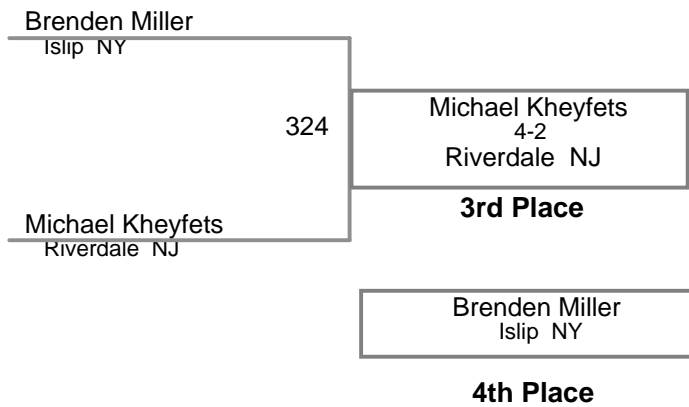 Brenden Miller
Islip NY
324
Michael Kheyfets
4-2
Riverdale NJ
3rd Place
Michael Kheyfets
Riverdale NJ
Brenden Miller
Islip NY
4th Place